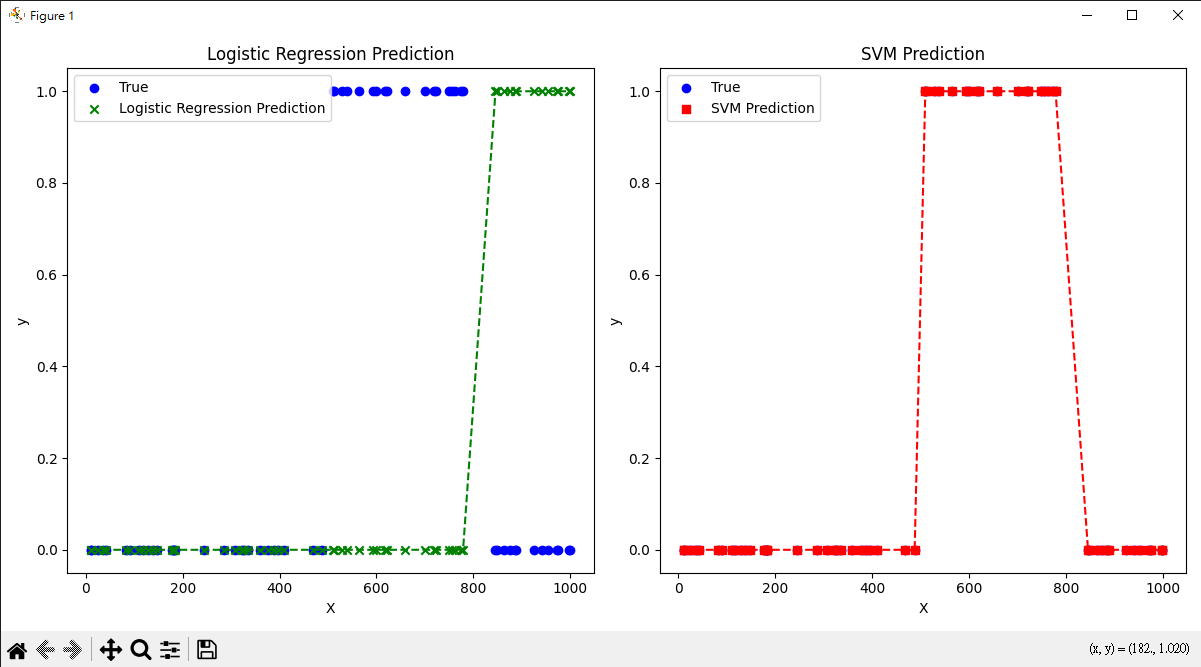 Figure 1
Logistic Regression Prediction
True
Logistic Regression Prediction
1.0
0.8
0.6
0.4
0.2
0.0
y
0 200 400 600 800 1000
X
SVM Prediction
True
SVM Prediction
1.0
0.8
0.6
0.4
0.2
0.0
y
0 200 400 600 800 1000
X
(x, y) = (182., 1.020)